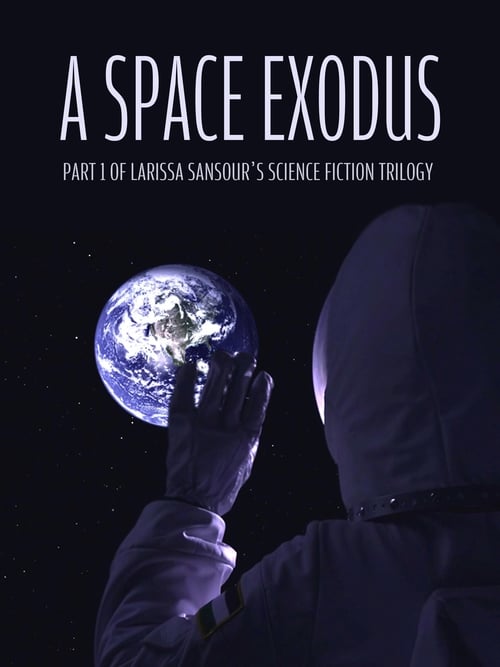 A SPACE EXODUS
PART 1 OF LARISSA SANSOUR'S SCIENCE FICTION TRILOGY